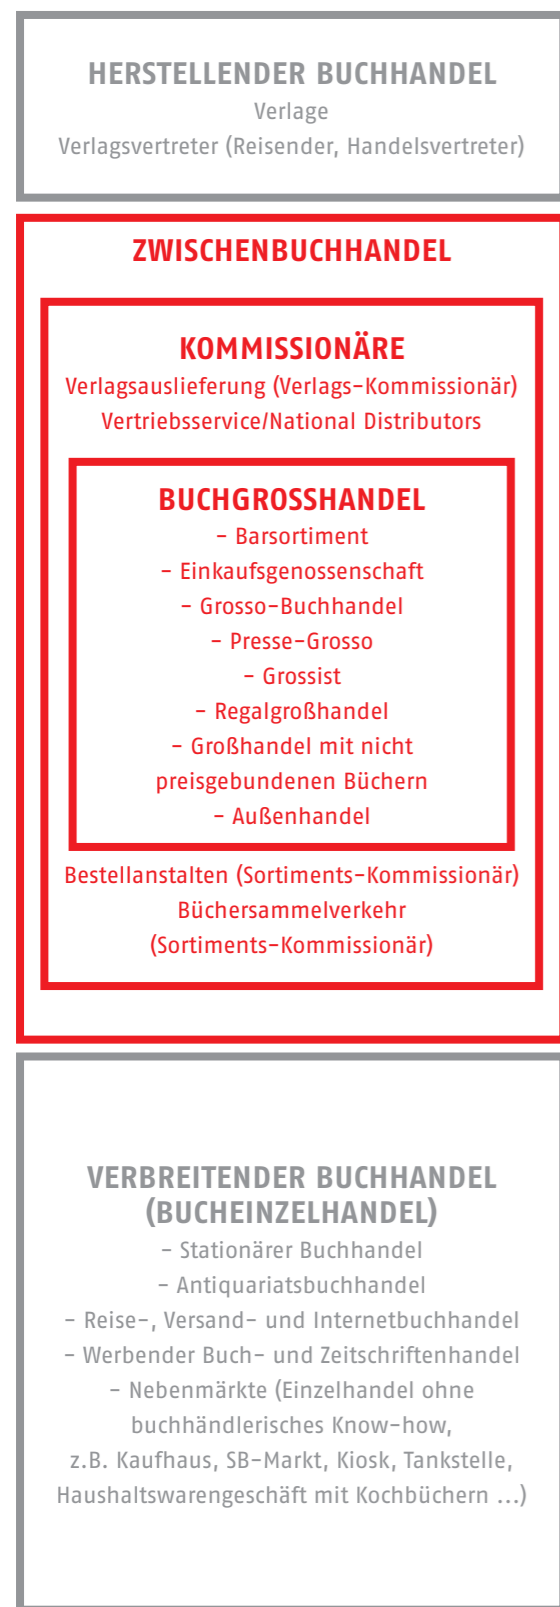 HERSTELLENDER BUCHHANDEL
Verlage
Verlagsvertreter (Reisender, Handelsvertreter)
ZWISCHENBUCHHANDEL
KOMMISSIONÄRE
Verlagsauslieferung (Verlags-Kommissionär)
Vertriebsservice/National Distributors
BUCHGROSSHANDEL
- Barsortiment
- Einkaufsgenossenschaft
- Grosso-Buchhandel
- Presse-Grosso
- Grossist
- Regalgroßhandel
- Großhandel mit nicht
preisgebundenen Büchern
- Außenhandel
Bestellanstalten (Sortiments-Kommissionär)
Büchersammelverkehr
(Sortiments-Kommissionär)
VERBREITENDER BUCHHANDEL
(BUCHEINZELHANDEL)
- Stationärer Buchhandel
- Antiquariatsbuchhandel
- Reise-, Versand- und Internetbuchhandel
- Werbender Buch- und Zeitschriftenhandel
- Nebenmärkte (Einzelhandel ohne
buchhändlerisches Know-how,
z.B. Kaufhaus, SB-Markt, Kiosk, Tankstelle,
Haushaltswarengeschäft mit Kochbüchern ...)